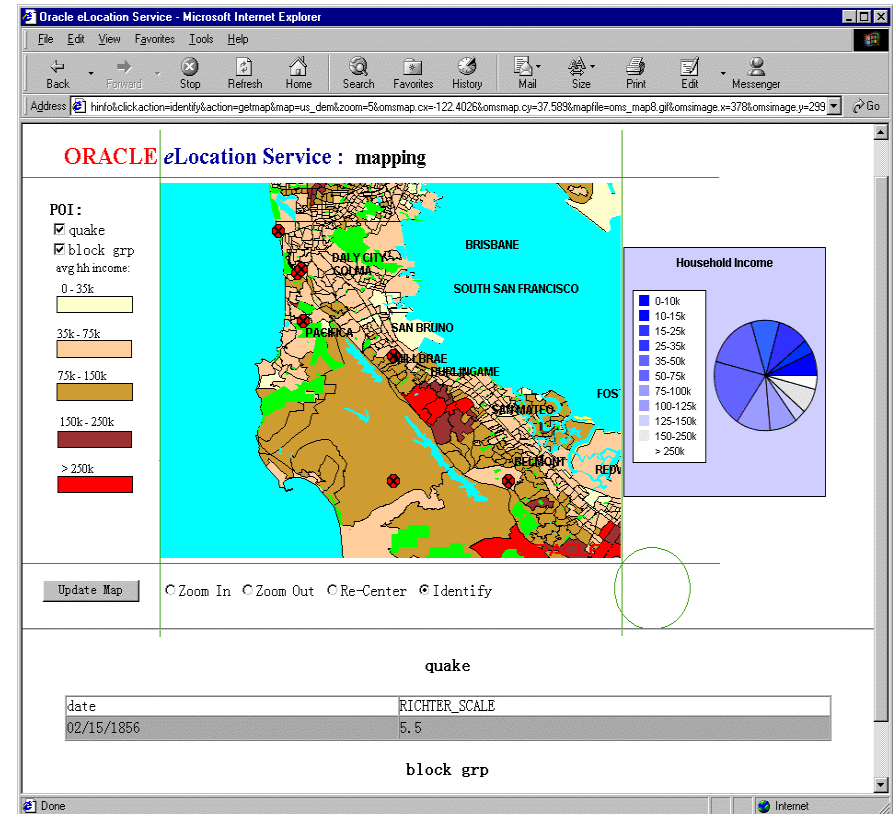 Oracle eLocation Service - Microsoft Internet Explorer
File Edit View Favorites Tools Help
Back Forward Stop Refresh Home Search Favorites History Mail Size Print Edit Messenger
Address hinfo&clickaction=identify&action=getmap&map=us_dem&zoom=5&omsmap.cx=-122.4026&omsmap.cy=37.589&mapfile=oms_map8.gif&omsimage.x=378&omsimage.y=299 Go
ORACLE eLocation Service : mapping
POI:
quake
block grp
avg hh income:
0 - 35k
35k - 75k
75k - 150k
150k - 250k
> 250k
BRISBANE
DALY CITY
COLMA
SOUTH SAN FRANCISCO
PACIFICA
SAN BRUNO
MILLBRAE
BURLINGAME
FOST
SAN MATEO
BELMONT
REDW
Household Income
0-10k
10-15k
15-25k
25-35k
35-50k
50-75k
75-100k
100-125k
125-150k
150-250k
> 250k
Update Map Zoom In Zoom Out Re-Center Identify
quake
date RICHTER_SCALE
02/15/1856 5.5
block grp
Done Internet